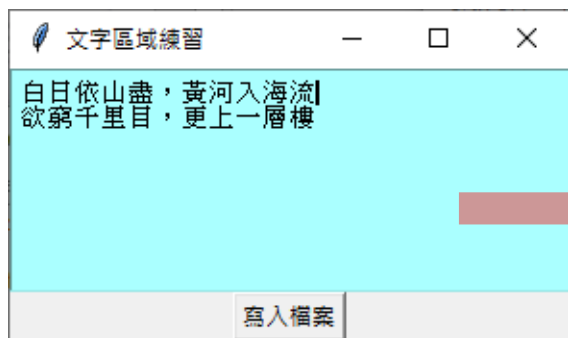 文字區域練習
白日依山盡，黃河入海流
欲窮千里目，更上一層樓
寫入檔案